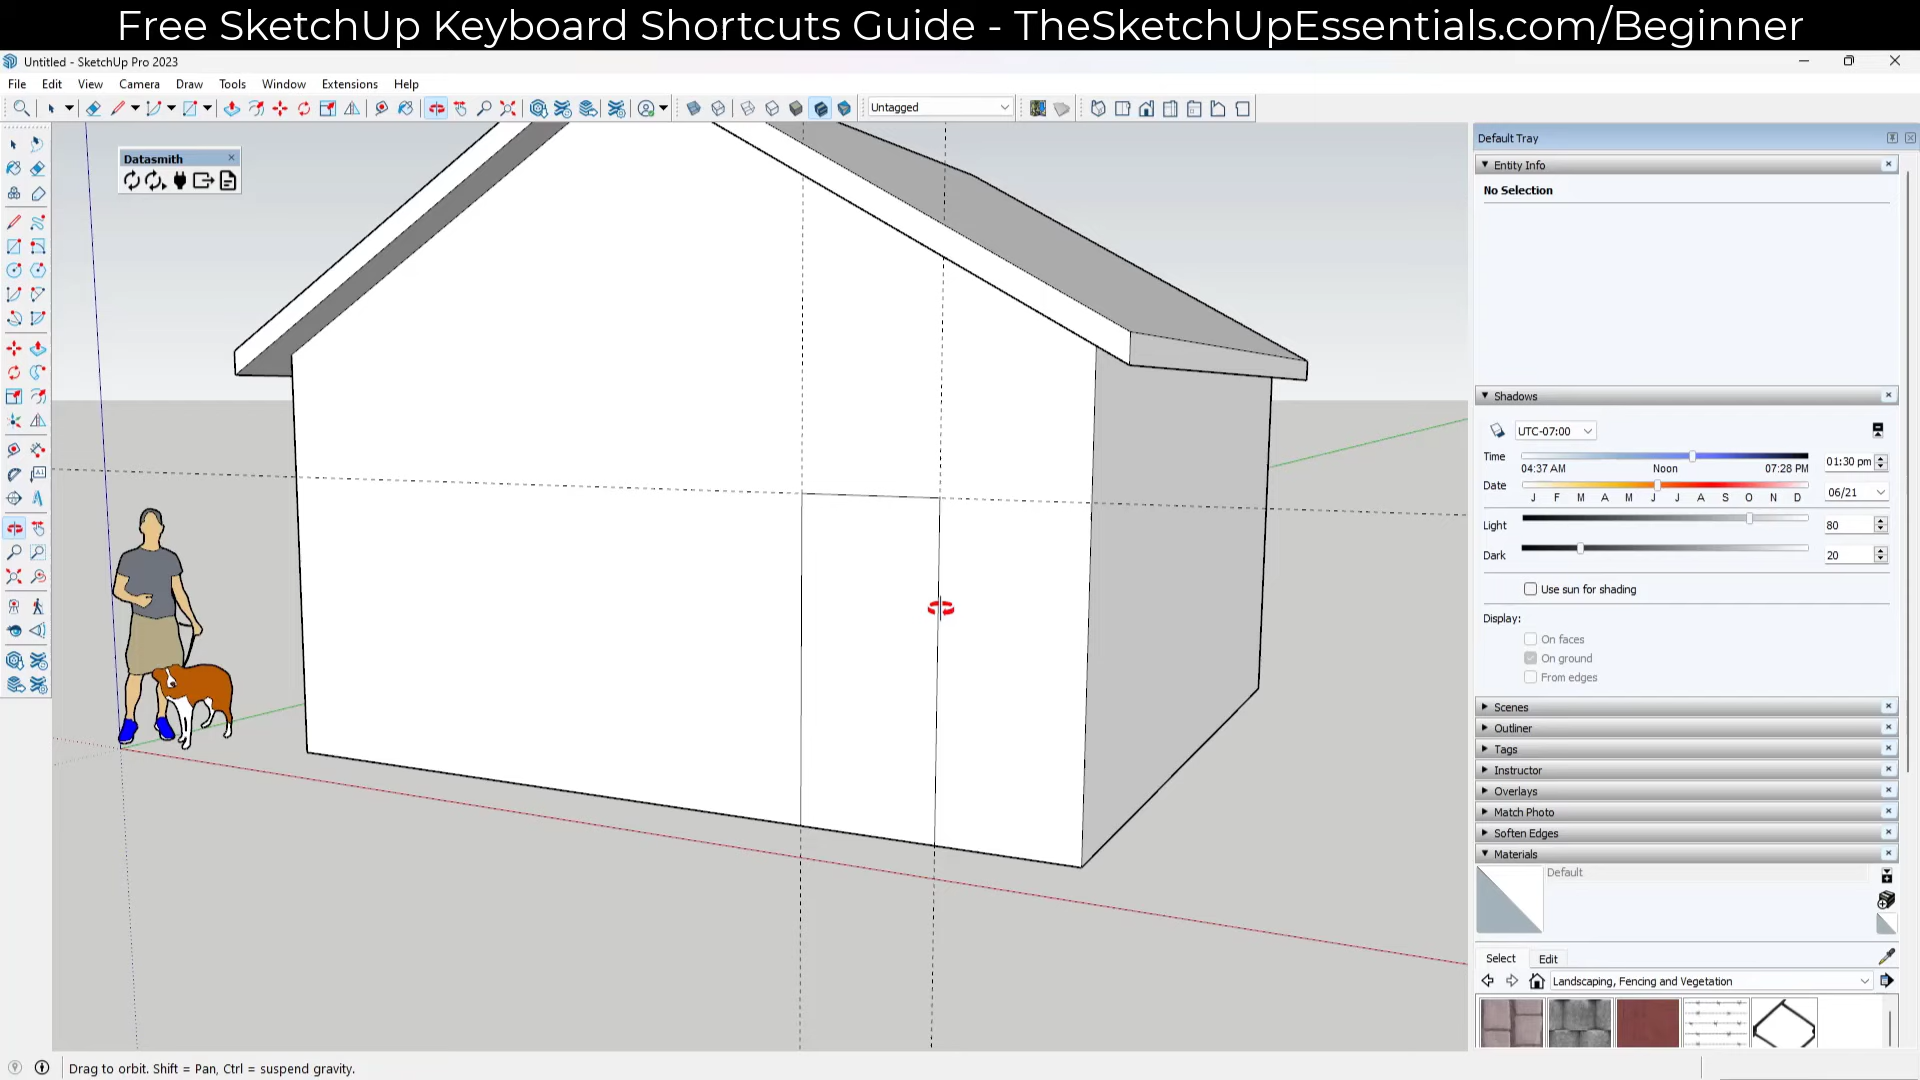 Free SketchUp Keyboard Shortcuts Guide - TheSketchUpEssentials.com/Beginner
Untitled - SketchUp Pro 2023
File Edit View Camera Draw Tools Window Extensions Help
Untagged
Datasmith
Default Tray
Entity Info
No Selection
Shadows
UTC-07:00
Time
04:37 AM Noon 07:28 PM
01:30 pm
Date
J F M A M J J A S O N D
06/21
Light
80
Dark
20
Use sun for shading
Display:
On faces
On ground
From edges
Scenes
Outliner
Tags
Instructor
Overlays
Match Photo
Soften Edges
Materials
Default
Select Edit
Landscaping, Fencing and Vegetation
Drag to orbit. Shift = Pan, Ctrl = suspend gravity.